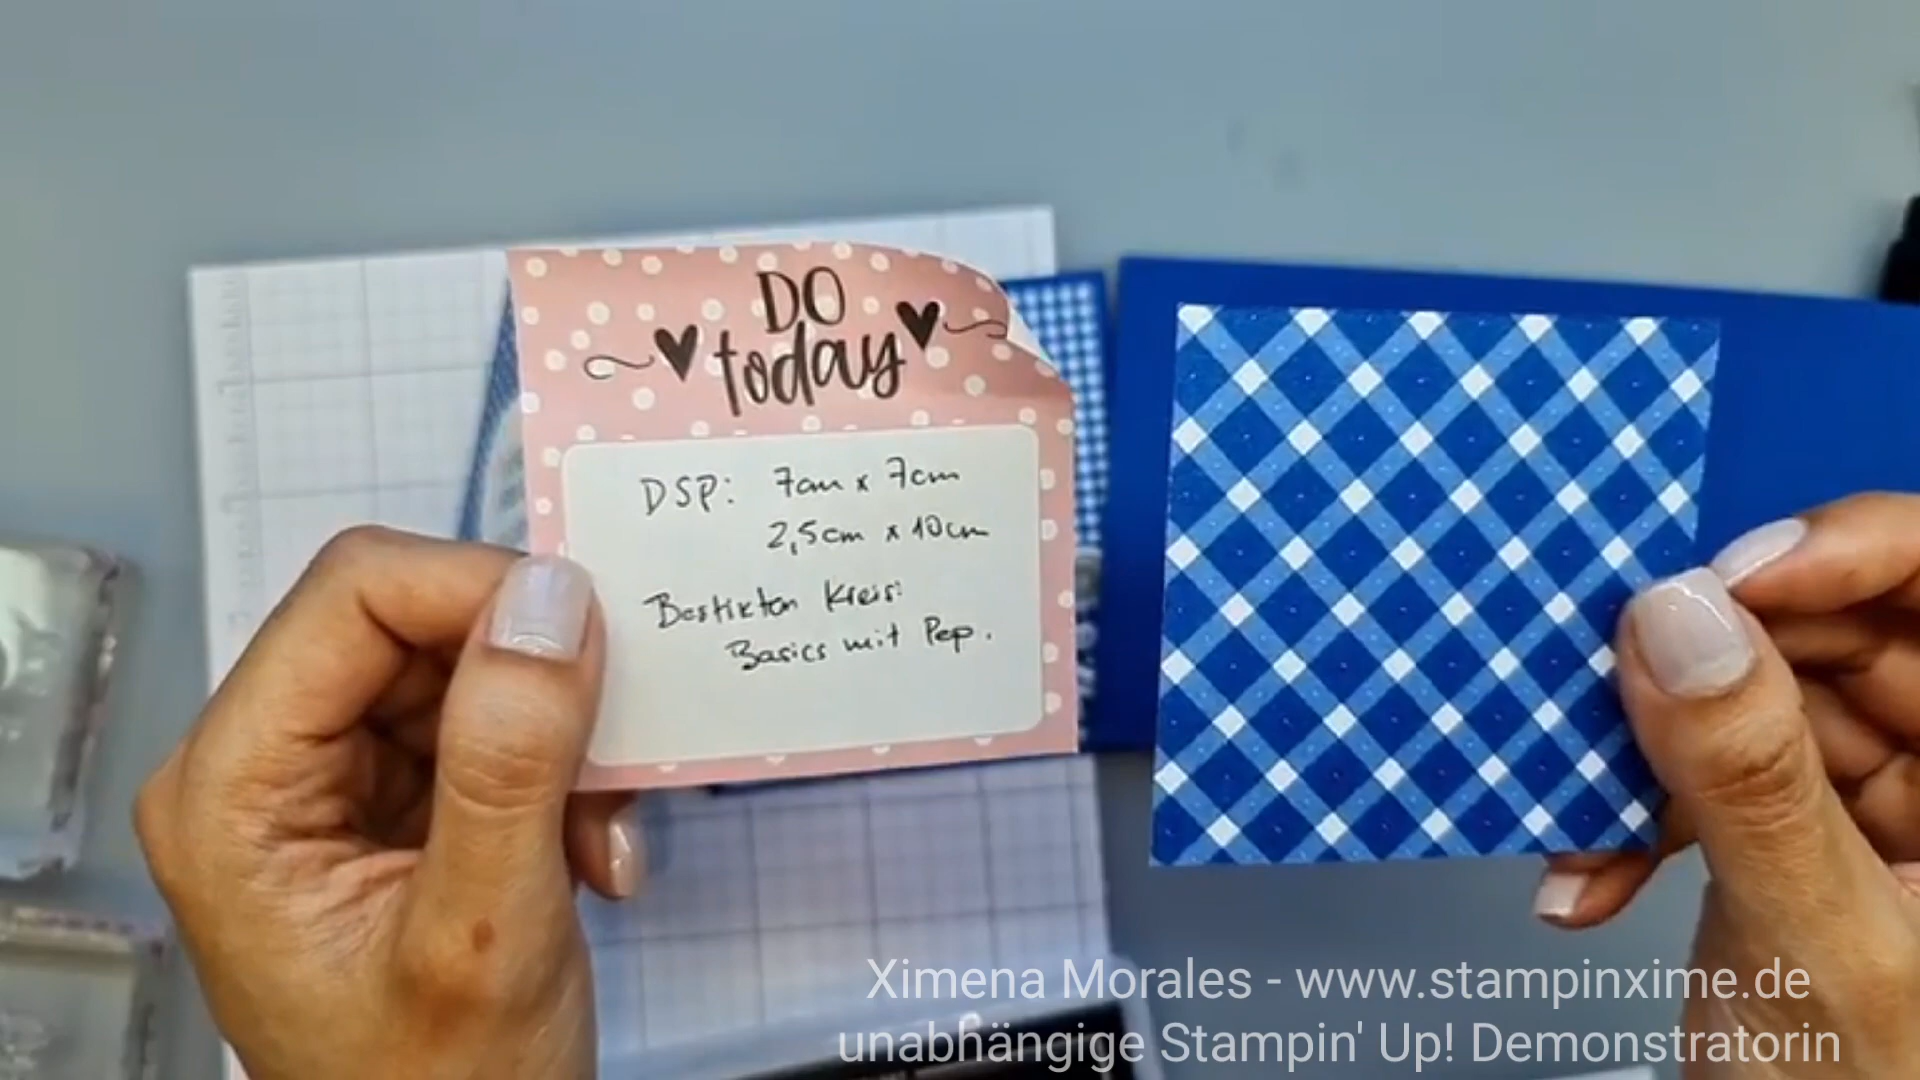 DO
today
DSP: 7cm x 7cm
2,5cm x 10cm
Bestikten Kreis:
Basics mit Pep.
Ximena Morales - www.stampinxime.de
unabhängige Stampin' Up! Demonstratorin